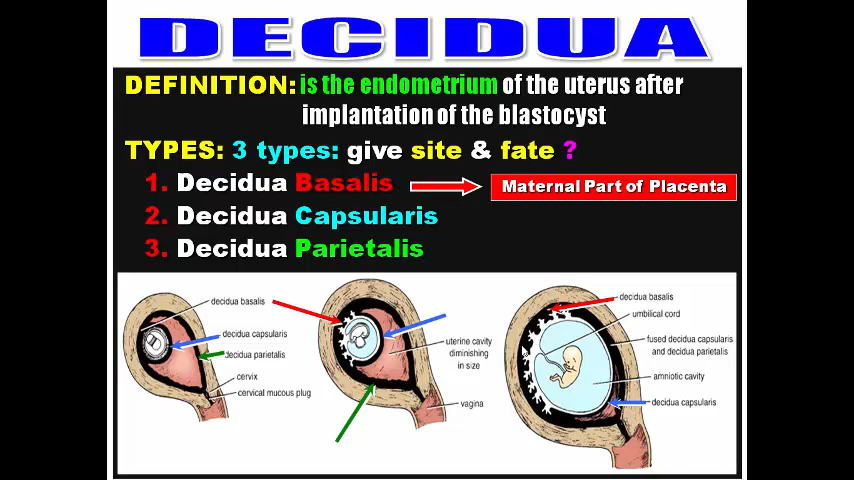 DECIDUA
DEFINITION: is the endometrium of the uterus after
implantation of the blastocyst
TYPES: 3 types: give site & fate ?
1. Decidua Basalis
Maternal Part of Placenta
2. Decidua Capsularis
3. Decidua Parietalis
decidua basalis
decidua capsularis
decidua parietalis
cervix
cervical mucous plug
uterine cavity
diminishing
in size
vagina
decidua basalis
umbilical cord
fused decidua capsularis
and decidua parietalis
amniotic cavity
decidua capsularis